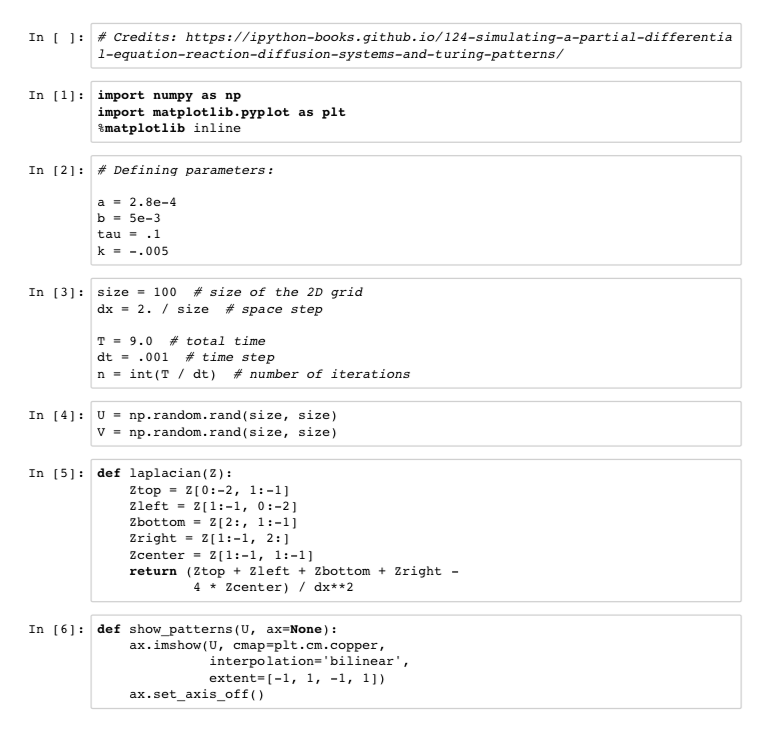 In [ ]: # Credits: https://ipython-books.github.io/124-simulating-a-partial-differentia
l-equation-reaction-diffusion-systems-and-turing-patterns/
In [1]: import numpy as np
import matplotlib.pyplot as plt
%matplotlib inline
In [2]: # Defining parameters:
a = 2.8e-4
b = 5e-3
tau = .1
k = -.005
In [3]: size = 100  # size of the 2D grid
dx = 2. / size  # space step
T = 9.0  # total time
dt = .001  # time step
n = int(T / dt)  # number of iterations
In [4]: U = np.random.rand(size, size)
V = np.random.rand(size, size)
In [5]: def laplacian(Z):
    Ztop = Z[0:-2, 1:-1]
    Zleft = Z[1:-1, 0:-2]
    Zbottom = Z[2:, 1:-1]
    Zright = Z[1:-1, 2:]
    Zcenter = Z[1:-1, 1:-1]
    return (Ztop + Zleft + Zbottom + Zright -
            4 * Zcenter) / dx**2
In [6]: def show_patterns(U, ax=None):
    ax.imshow(U, cmap=plt.cm.copper,
              interpolation='bilinear',
              extent=[-1, 1, -1, 1])
    ax.set_axis_off()